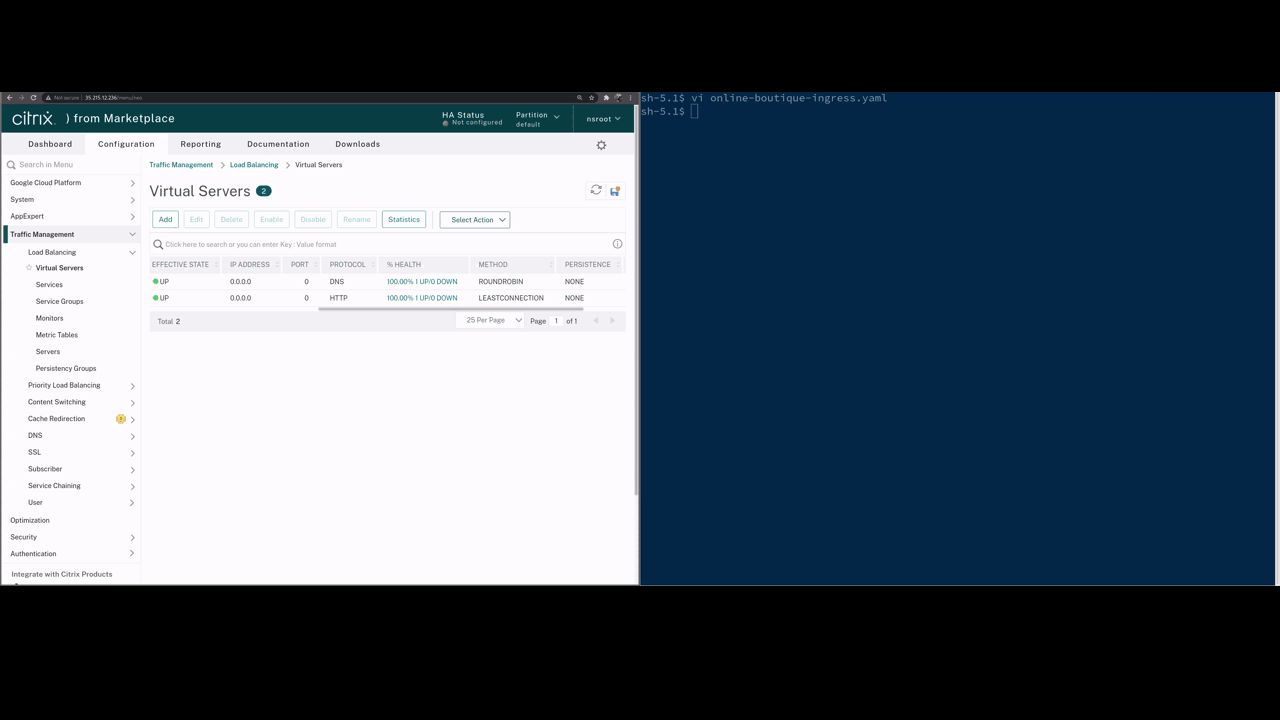 Not secure | 35.215.12.236/menu/neo
citrix ) from Marketplace
HA Status
Not configured
Partition
default
nsroot
Dashboard Configuration Reporting Documentation Downloads
Search in Menu
Google Cloud Platform
System
AppExpert
Traffic Management
Load Balancing
Virtual Servers
Services
Service Groups
Monitors
Metric Tables
Servers
Persistency Groups
Priority Load Balancing
Content Switching
Cache Redirection
DNS
SSL
Subscriber
Service Chaining
User
Optimization
Security
Authentication
Integrate with Citrix Products
Traffic Management Load Balancing Virtual Servers
Virtual Servers 2
Add Edit Delete Enable Disable Rename Statistics Select Action
Click here to search or you can enter Key : Value format
EFFECTIVE STATE IP ADDRESS PORT PROTOCOL % HEALTH METHOD PERSISTENCE
UP 0.0.0.0 0 DNS 100.00% 1 UP/0 DOWN ROUNDROBIN NONE
UP 0.0.0.0 0 HTTP 100.00% 1 UP/0 DOWN LEASTCONNECTION NONE
Total 2 25 Per Page Page 1 of 1
sh-5.1$ vi online-boutique-ingress.yaml
sh-5.1$